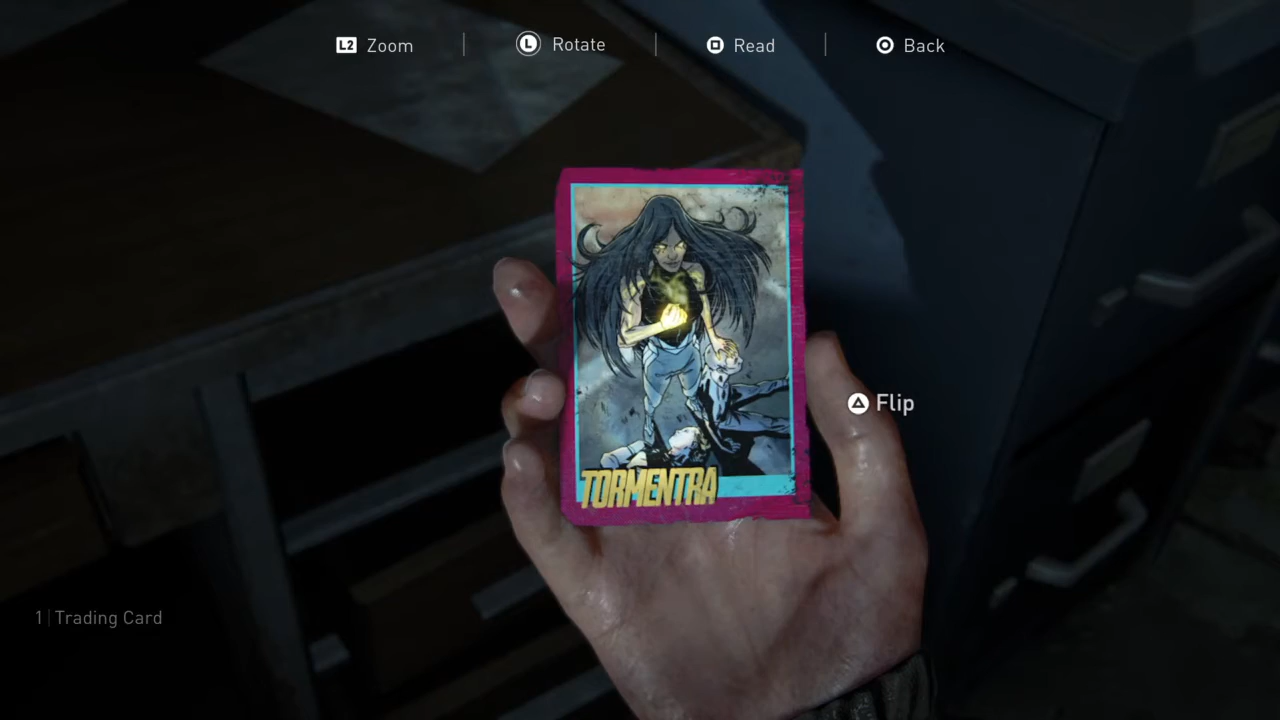 L2 Zoom | L Rotate | Read | Back
Flip
TORMENTRA
1 | Trading Card